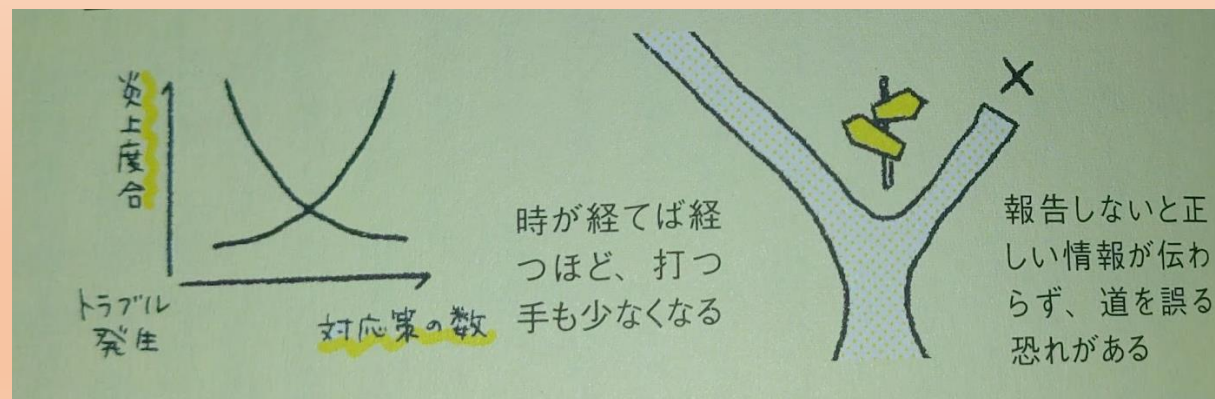 炎上度合
トラブル
発生
対応策の数
時が経てば経
つほど、打つ
手も少なくなる
×
報告しないと正
しい情報が伝わ
らず、道を誤る
恐れがある